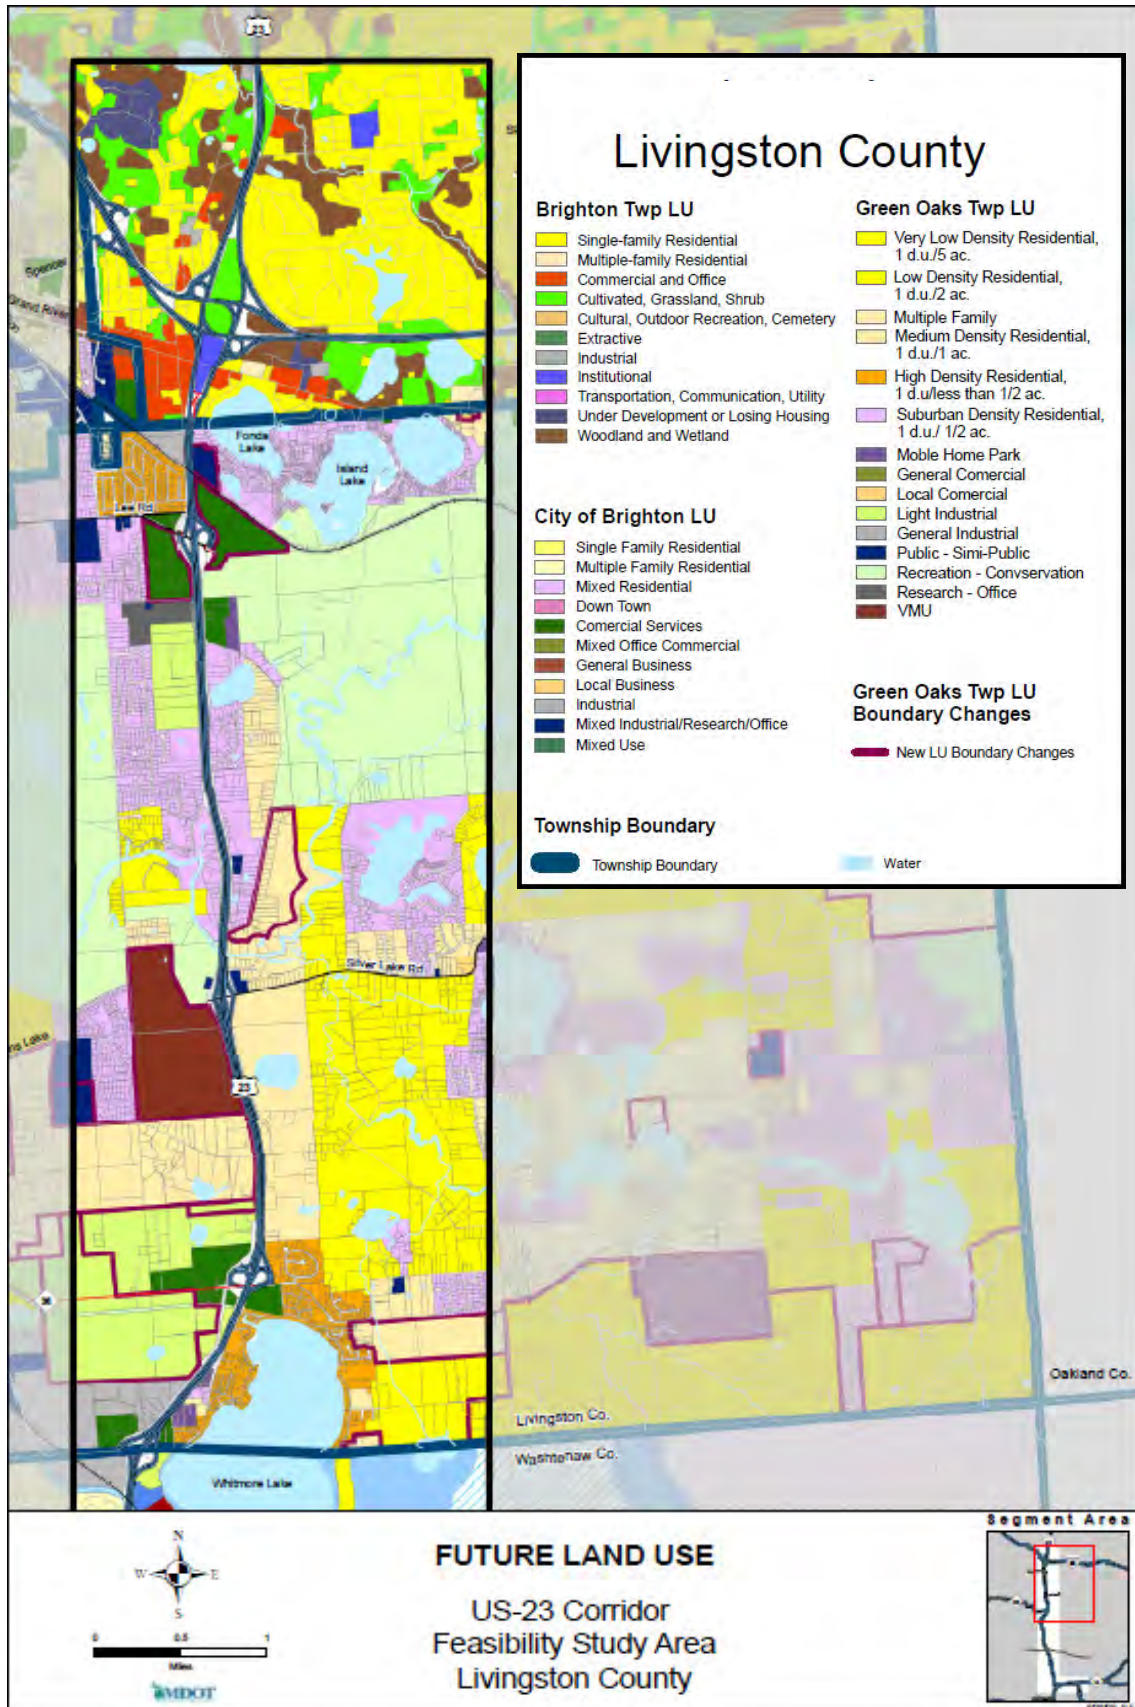 23
Livingston County
Brighton Twp LU
Single-family Residential
Multiple-family Residential
Commercial and Office
Cultivated, Grassland, Shrub
Cultural, Outdoor Recreation, Cemetery
Extractive
Industrial
Institutional
Transportation, Communication, Utility
Under Development or Losing Housing
Woodland and Wetland
City of Brighton LU
Single Family Residential
Multiple Family Residential
Mixed Residential
Down Town
Comercial Services
Mixed Office Commercial
General Business
Local Business
Industrial
Mixed Industrial/Research/Office
Mixed Use
Township Boundary
Township Boundary
Green Oaks Twp LU
Very Low Density Residential,
1 d.u./5 ac.
Low Density Residential,
1 d.u./2 ac.
Multiple Family
Medium Density Residential,
1 d.u./1 ac.
High Density Residential,
1 d.u/less than 1/2 ac.
Suburban Density Residential,
1 d.u./ 1/2 ac.
Moble Home Park
General Comercial
Local Comercial
Light Industrial
General Industrial
Public - Simi-Public
Recreation - Convservation
Research - Office
VMU
Green Oaks Twp LU
Boundary Changes
New LU Boundary Changes
Water
Spencer
Grand River
Fonda
Lake
Island
Lake
Lee Rd
Silver Lake Rd
Lake
23
36
Oakland Co.
Livingston Co.
Washtenaw Co.
Whitmore Lake
N
W
E
S
0 0.5 1
Miles
MDOT
FUTURE LAND USE
US-23 Corridor
Feasibility Study Area
Livingston County
Segment Area